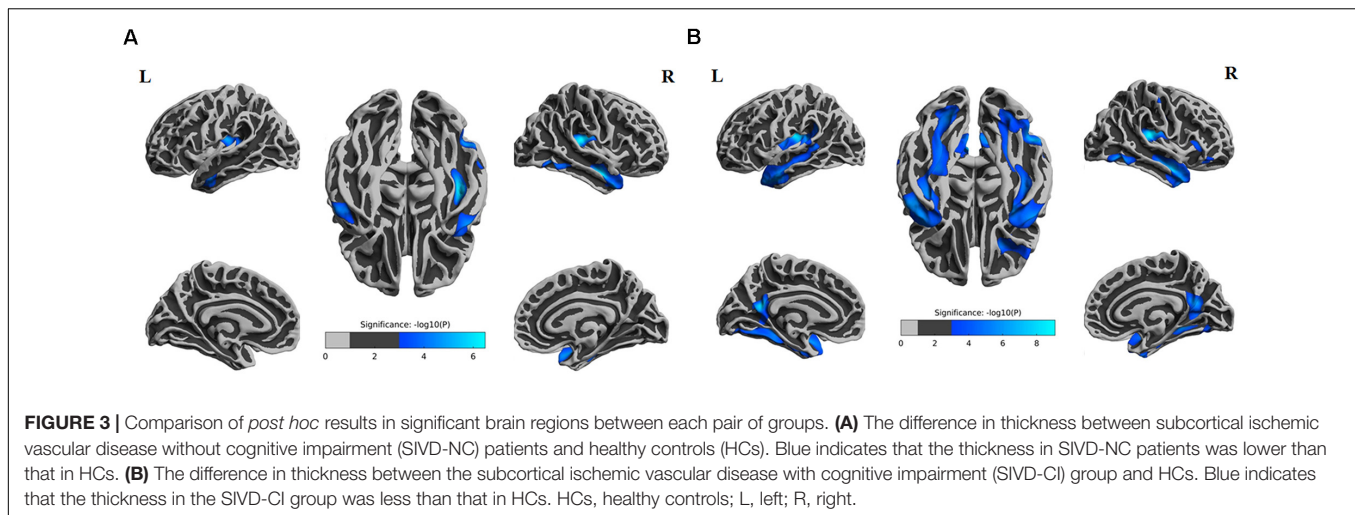 A
B
L
R
L
R
Significance: -log10(P)
0 2 4 6
Significance: -log10(P)
0 2 4 6 8
FIGURE 3 | Comparison of post hoc results in significant brain regions between each pair of groups. (A) The difference in thickness between subcortical ischemic
vascular disease without cognitive impairment (SIVD-NC) patients and healthy controls (HCs). Blue indicates that the thickness in SIVD-NC patients was lower than
that in HCs. (B) The difference in thickness between the subcortical ischemic vascular disease with cognitive impairment (SIVD-CI) group and HCs. Blue indicates
that the thickness in the SIVD-CI group was less than that in HCs. HCs, healthy controls; L, left; R, right.